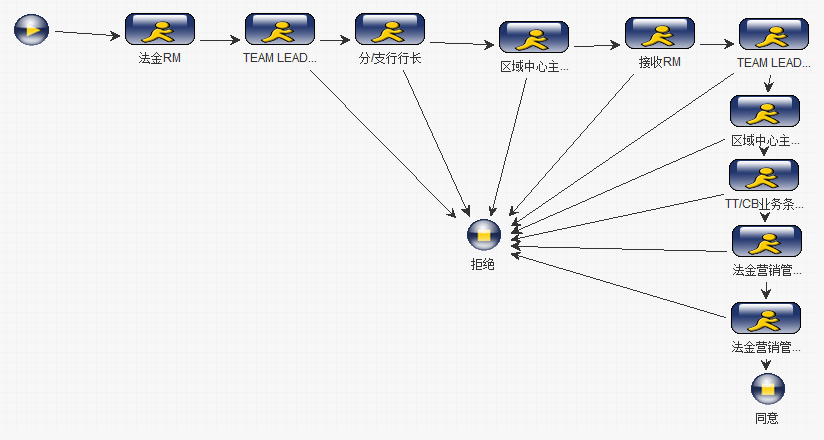 法金RM
TEAM LEAD...
分/支行行长
区域中心主...
接收RM
TEAM LEAD...
区域中心主...
TT/CB业务条...
法金营销管...
法金营销管...
拒绝
同意